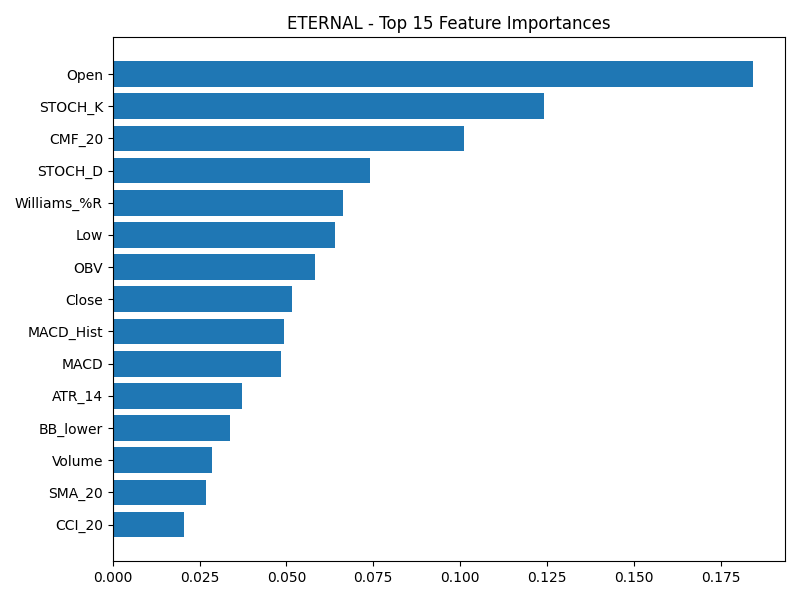 ETERNAL - Top 15 Feature Importances
Open
STOCH_K
CMF_20
STOCH_D
Williams_%R
Low
OBV
Close
MACD_Hist
MACD
ATR_14
BB_lower
Volume
SMA_20
CCI_20
0.000 0.025 0.050 0.075 0.100 0.125 0.150 0.175